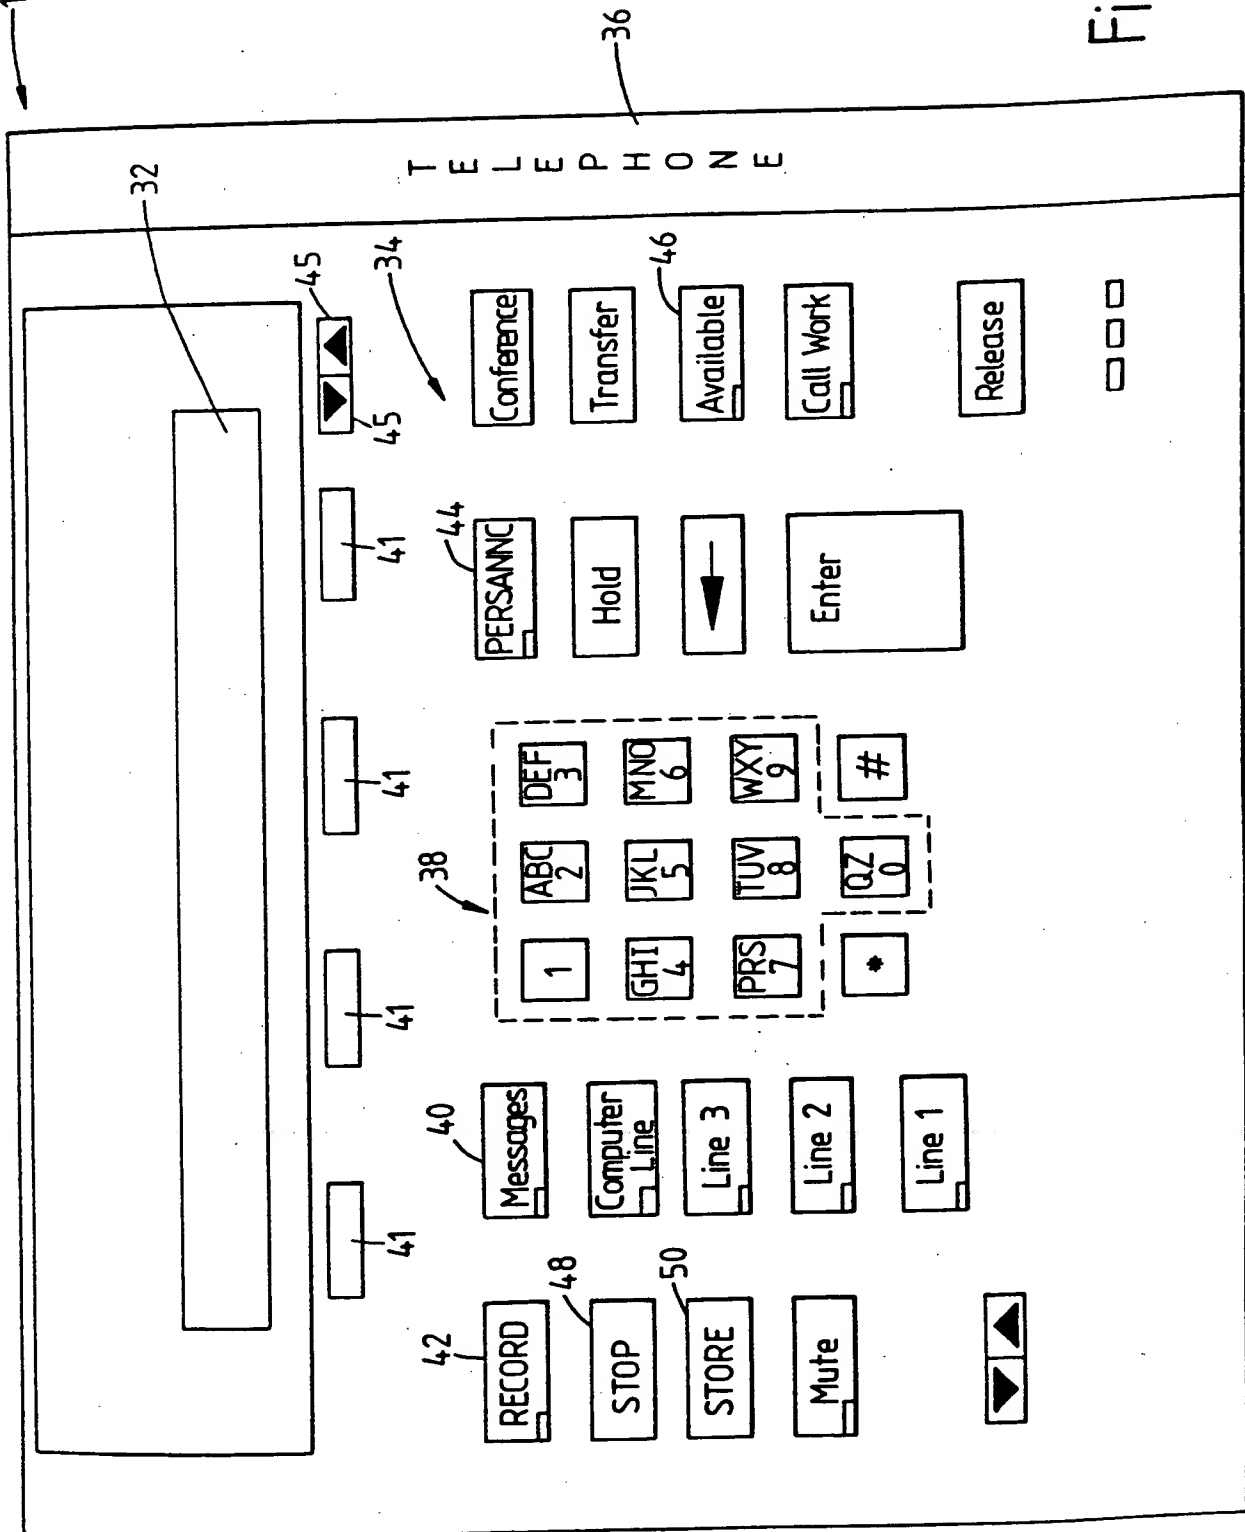 Fi
36
TELEPHONE
32
45
45
34
41
41
41
41
42
RECORD
40
Messages
38
1
ABC
2
DEF
3
44
PERSANNC
Conference
48
STOP
Computer
Line
GHI
4
JKL
5
MNO
6
Hold
Transfer
50
STORE
Line 3
PRS
7
TUV
8
WXY
9
46
Available
Mute
Line 2
*
QZ
0
#
Enter
Call Work
Line 1
Release